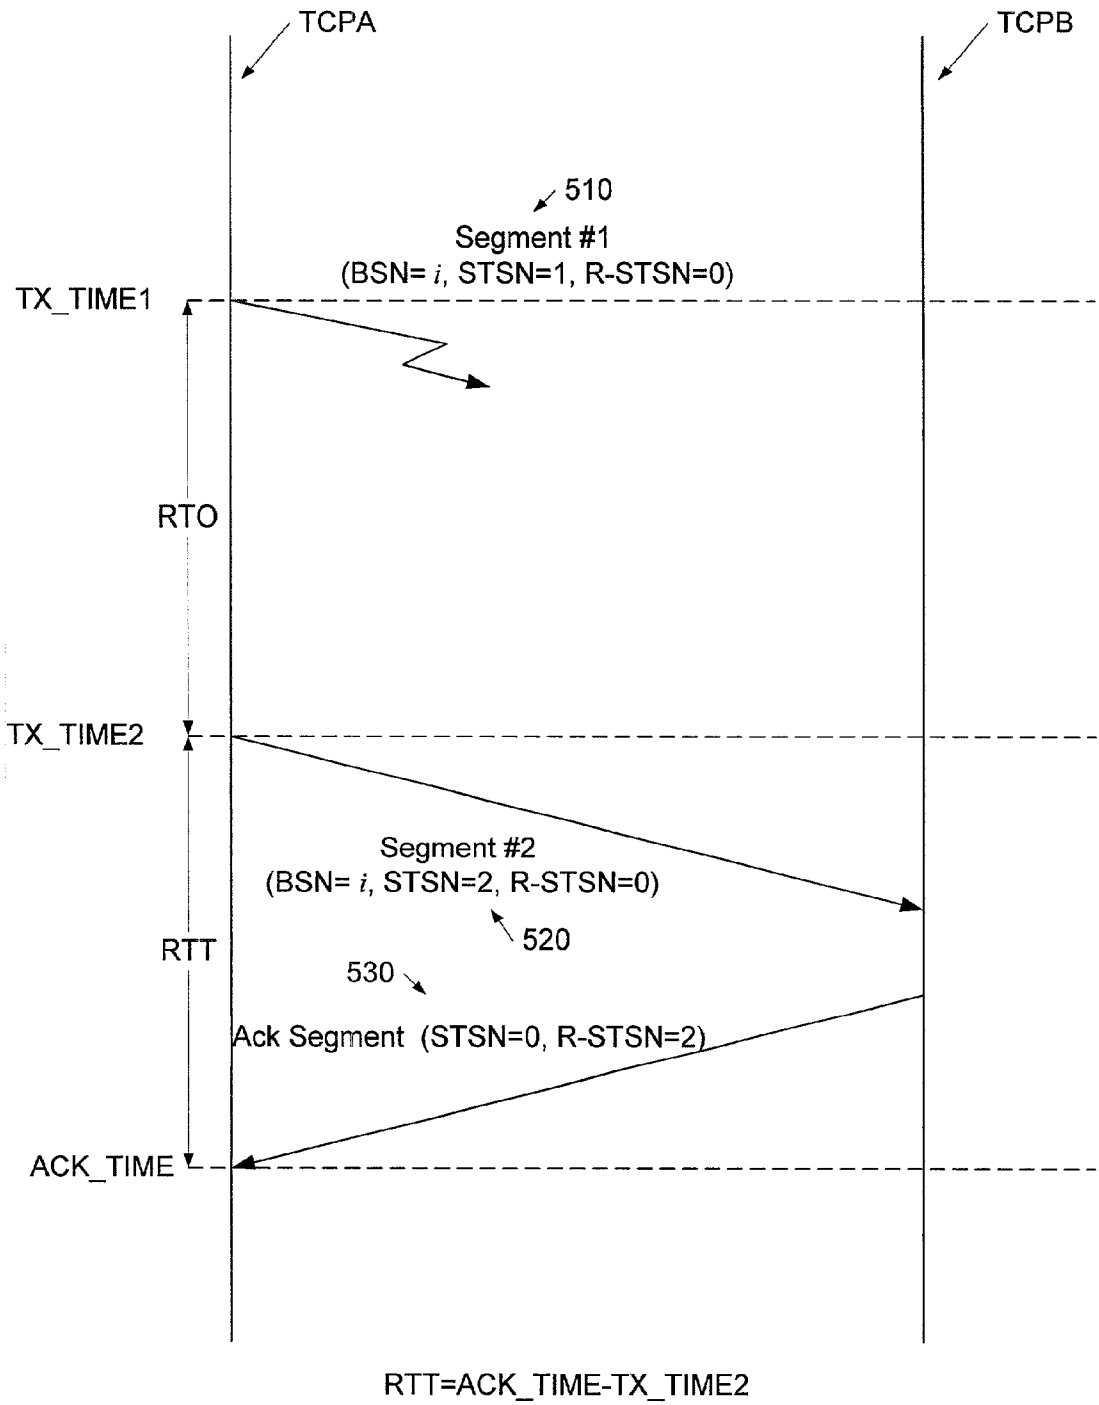 TCPA
TCPB
510
Segment #1
(BSN= i, STSN=1, R-STSN=0)
TX_TIME1
RTO
TX_TIME2
Segment #2
(BSN= i, STSN=2, R-STSN=0)
520
RTT
530
Ack Segment (STSN=0, R-STSN=2)
ACK_TIME
RTT=ACK_TIME-TX_TIME2